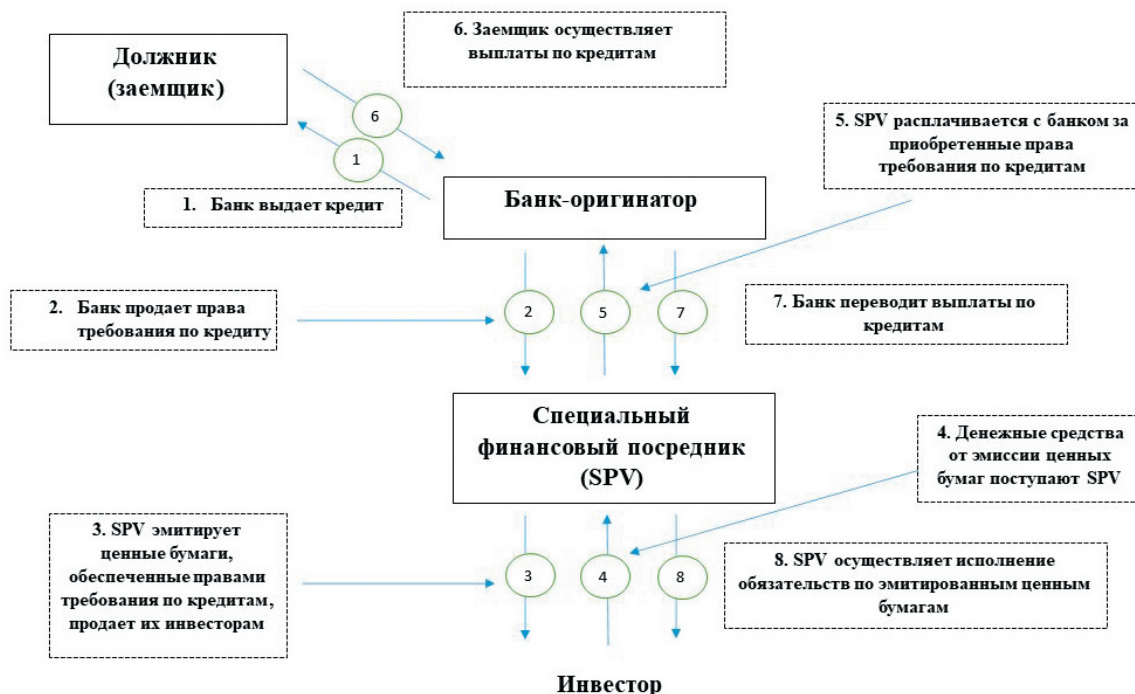 6. Заемщик осуществляет
выплаты по кредитам
Должник
(заемщик)
6
1
5. SPV расплачивается с банком за
приобретенные права
требования по кредитам
1. Банк выдает кредит
Банк-оригинатор
2. Банк продает права
требования по кредиту
2
5
7
7. Банк переводит выплаты по
кредитам
Специальный
финансовый посредник
(SPV)
4. Денежные средства
от эмиссии ценных
бумаг поступают SPV
3. SPV эмитирует
ценные бумаги,
обеспеченные правами
требования по кредитам,
продает их инвесторам
3
4
8
8. SPV осуществляет исполнение
обязательств по эмитированным ценным
бумагам
Инвестор